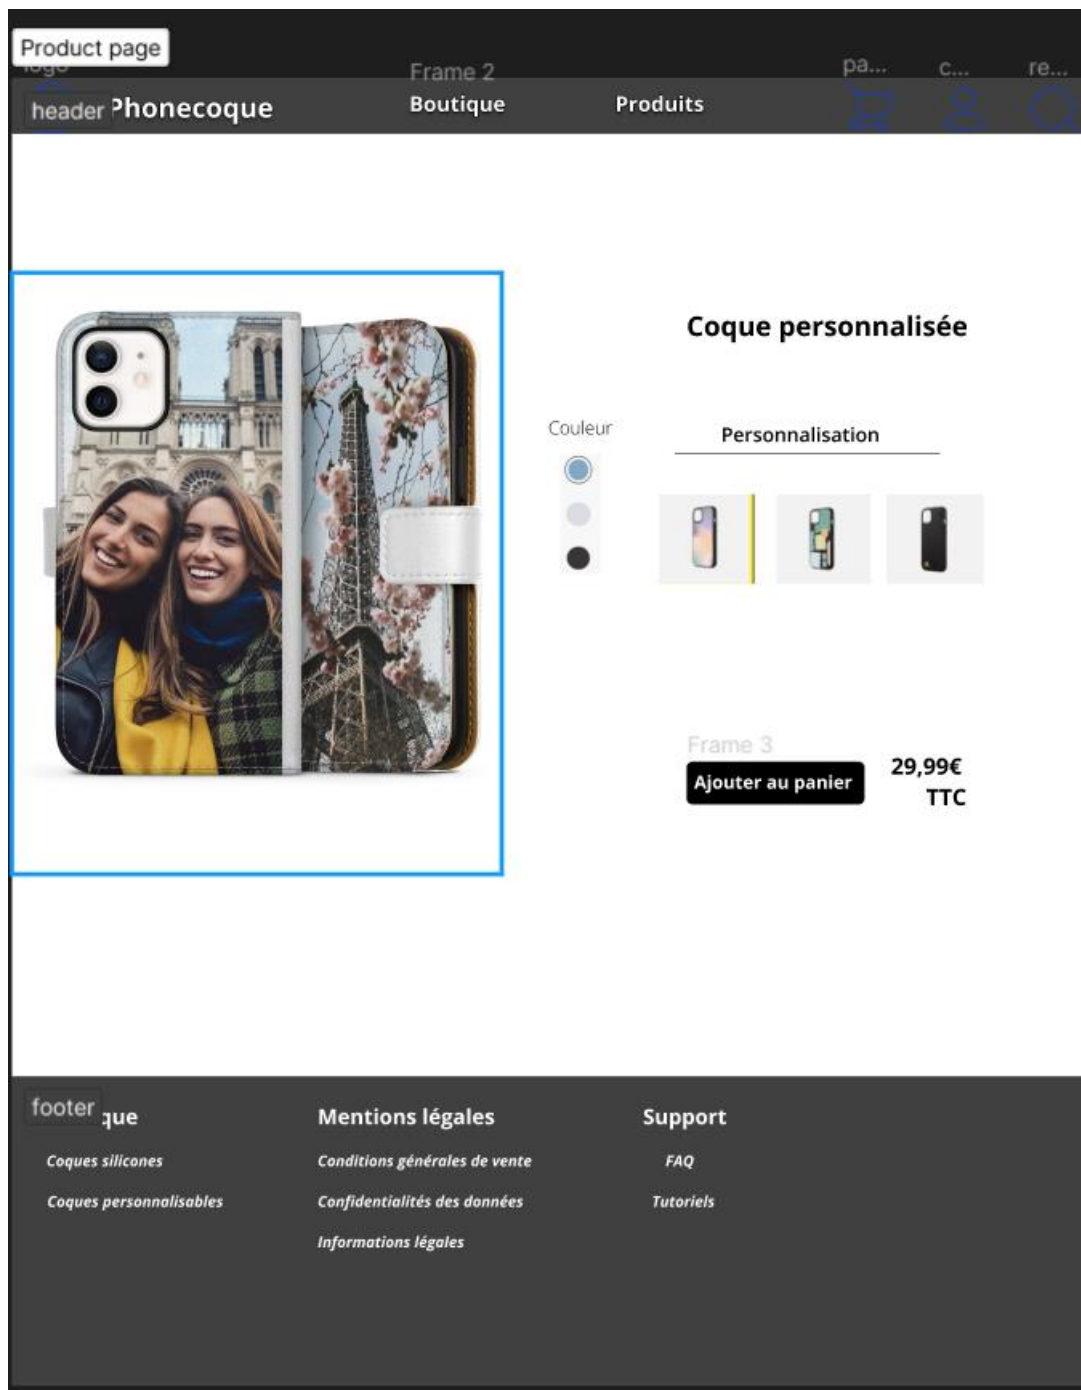 Product page
logo
Frame 2
pa...
c...
re...
header
Phonecoque
Boutique
Produits
Coque personnalisée
Couleur
Personnalisation
Frame 3
Ajouter au panier
29,99€
TTC
footer
que
Mentions légales
Support
Coques silicones
Conditions générales de vente
FAQ
Coques personnalisables
Confidentialités des données
Tutoriels
Informations légales